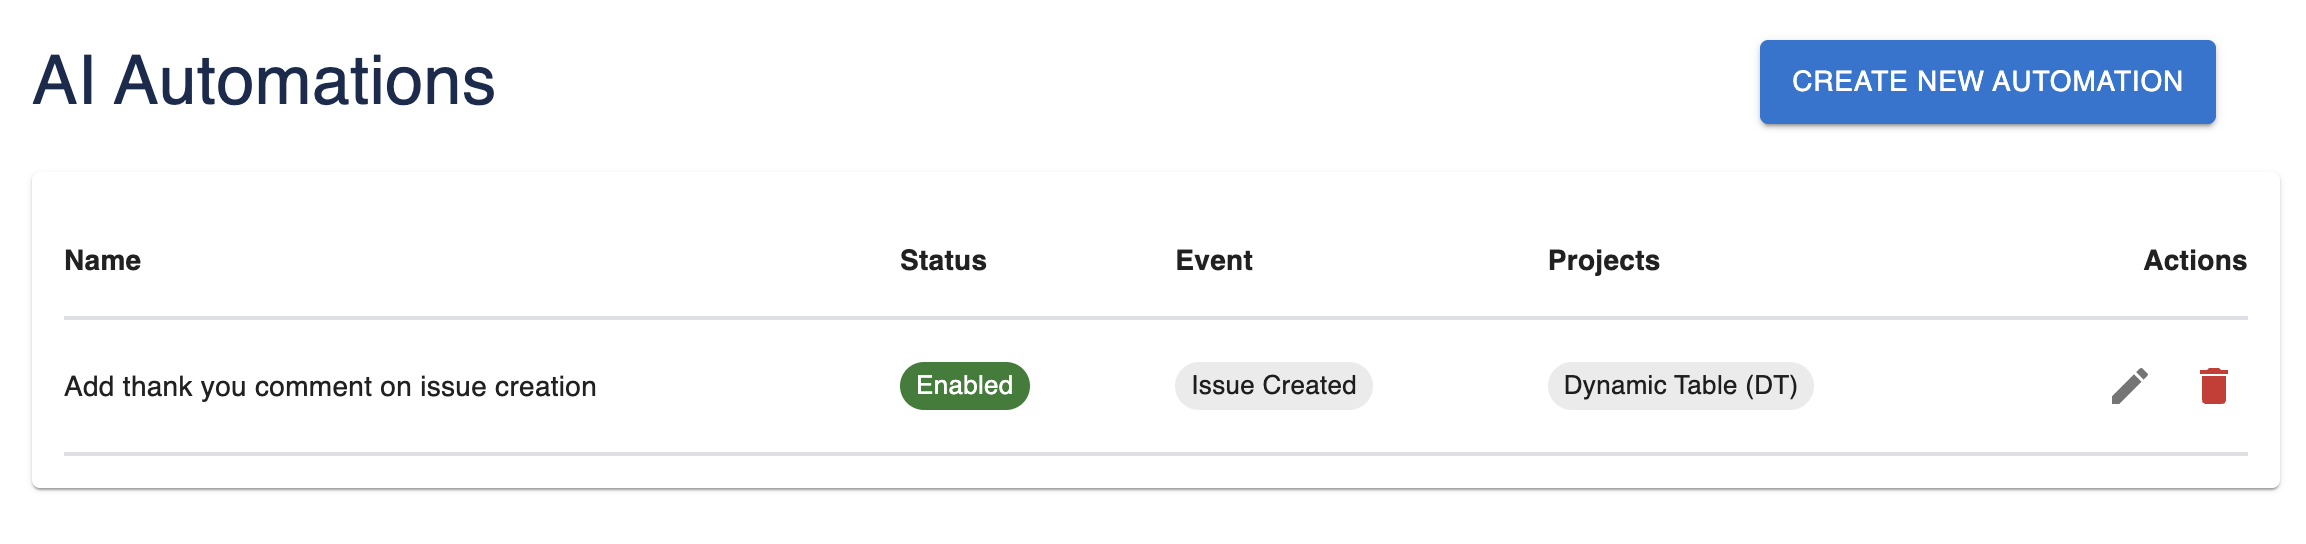 AI Automations
CREATE NEW AUTOMATION
Name Status Event Projects Actions
Add thank you comment on issue creation Enabled Issue Created Dynamic Table (DT)